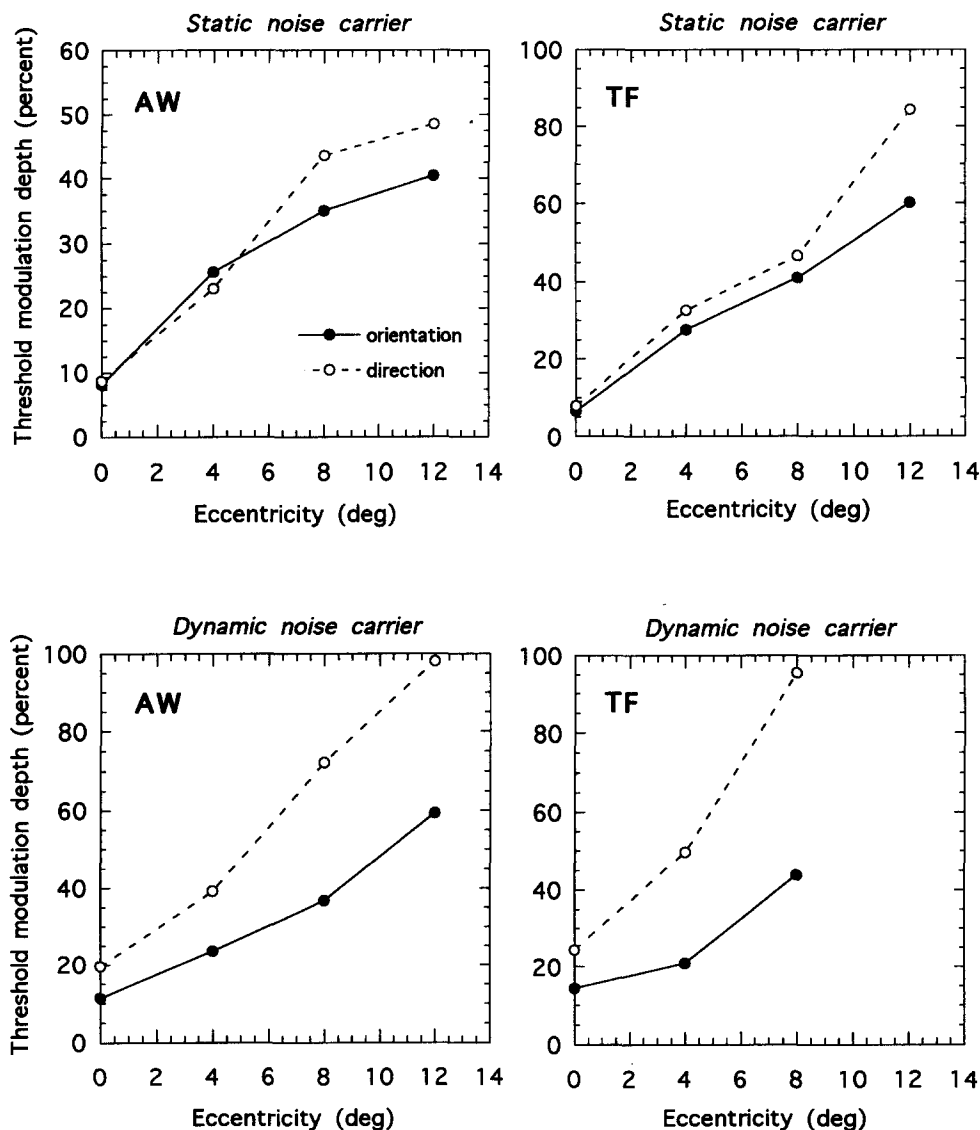 Static noise carrier
Threshold modulation depth (percent)
60
50
40
30
20
10
0
AW
orientation
direction
0 2 4 6 8 10 12 14
Eccentricity (deg)
Static noise carrier
100
80
60
40
20
0
TF
0 2 4 6 8 10 12 14
Eccentricity (deg)
Dynamic noise carrier
Threshold modulation depth (percent)
100
80
60
40
20
0
AW
0 2 4 6 8 10 12 14
Eccentricity (deg)
Dynamic noise carrier
100
80
60
40
20
0
TF
0 2 4 6 8 10 12 14
Eccentricity (deg)